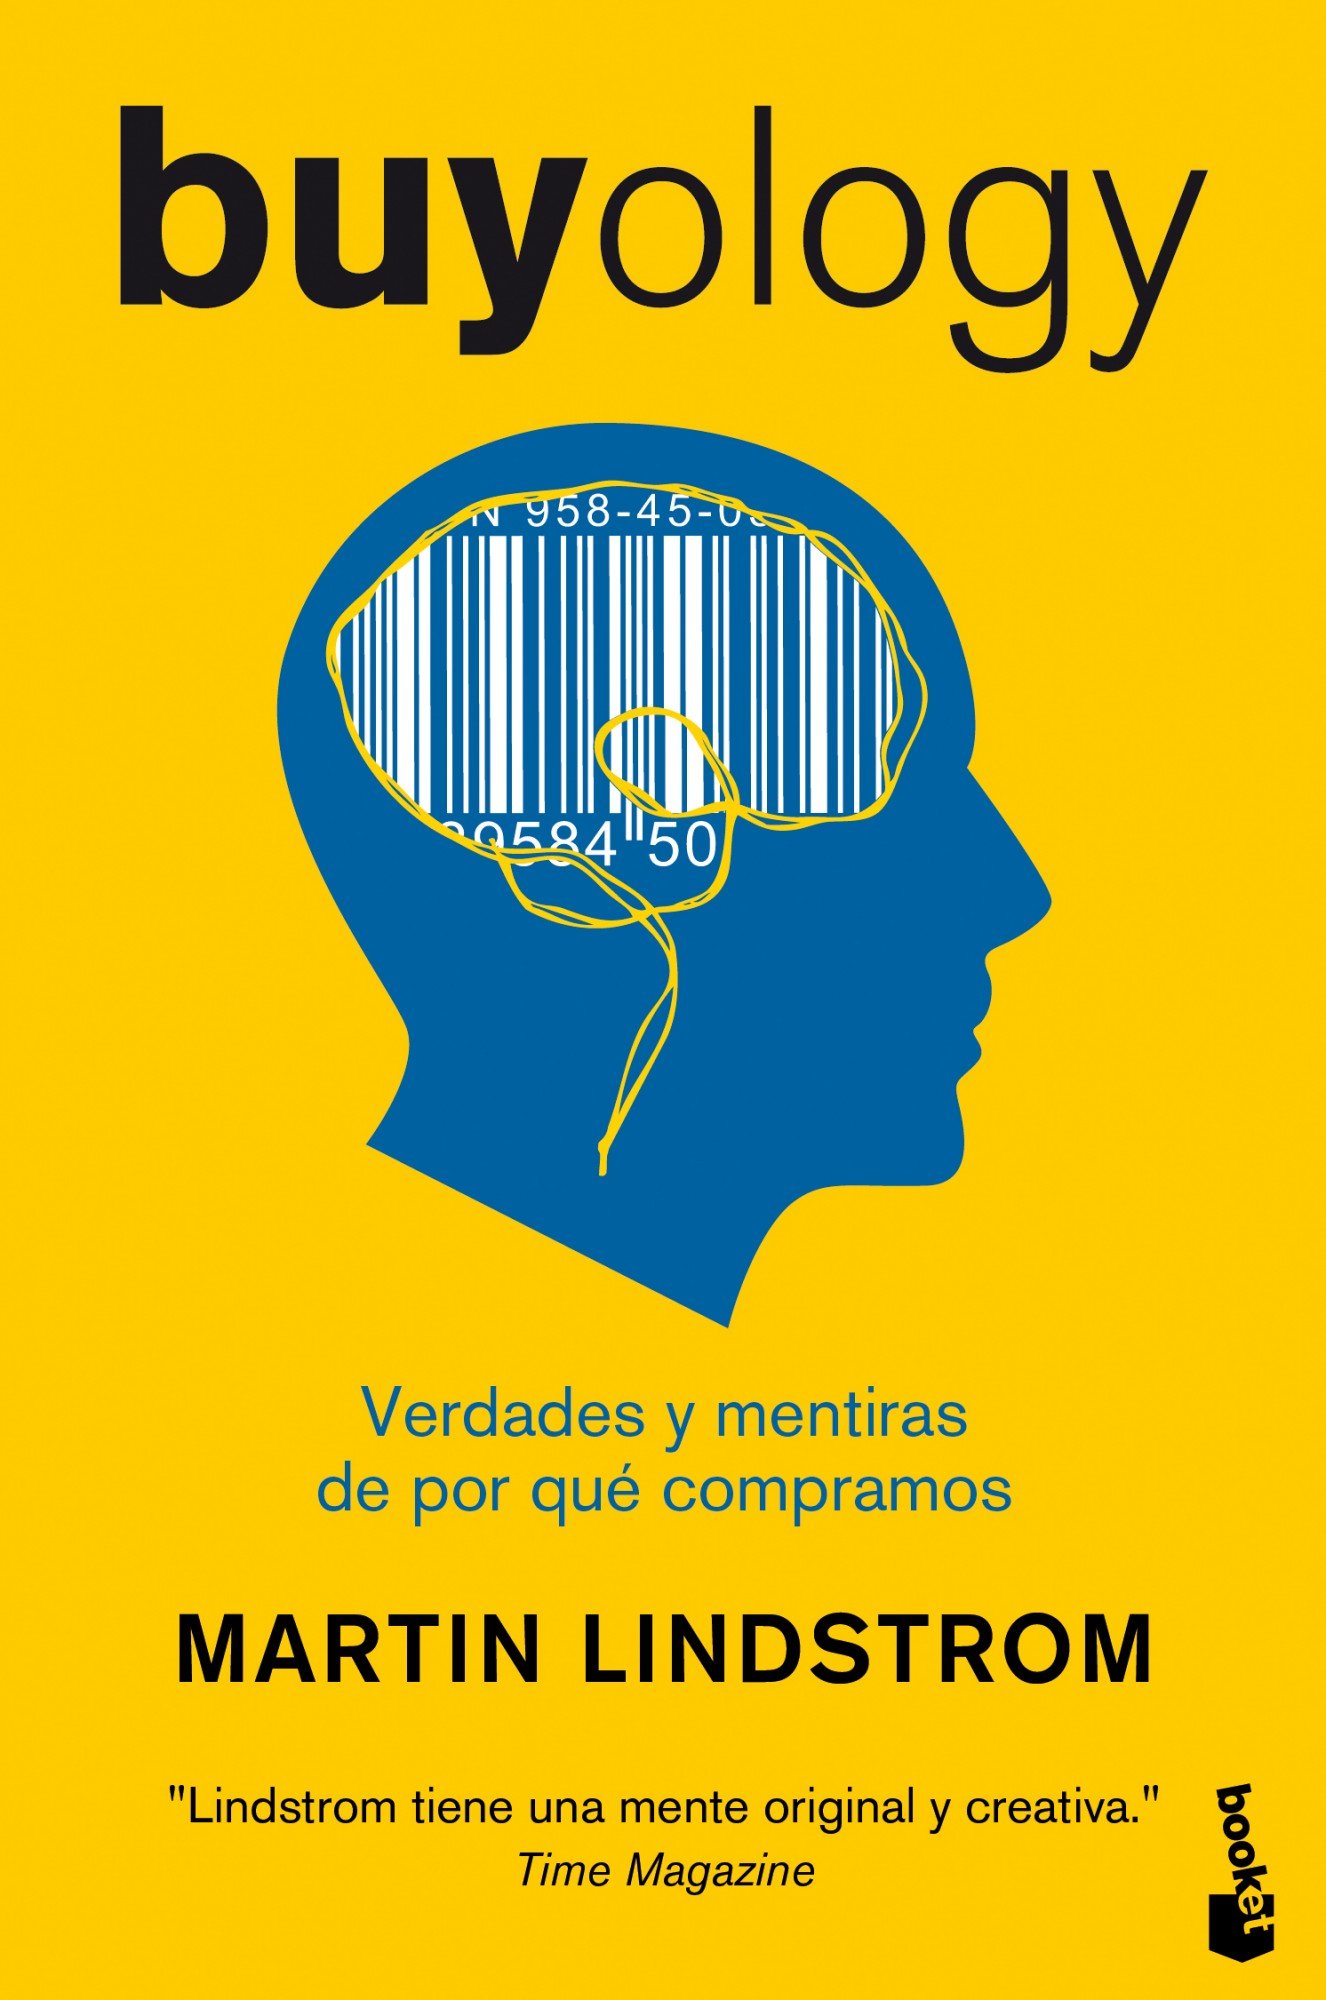 buyology
N 958-45-0
9584 50
Verdades y mentiras
de por qué compramos
MARTIN LINDSTROM
"Lindstrom tiene una mente original y creativa."
Time Magazine
booket